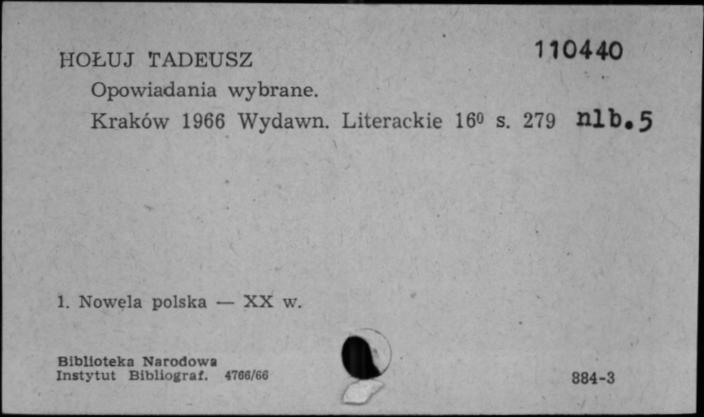 HOŁUJ TADEUSZ 110440
Opowiadania wybrane.
Kraków 1966 Wydawn. Literackie 16⁰ s. 279 nlb. 5
1. Nowela polska — XX w.
Biblioteka Narodowa
Instytut Bibliograf. 4766/66 884-3